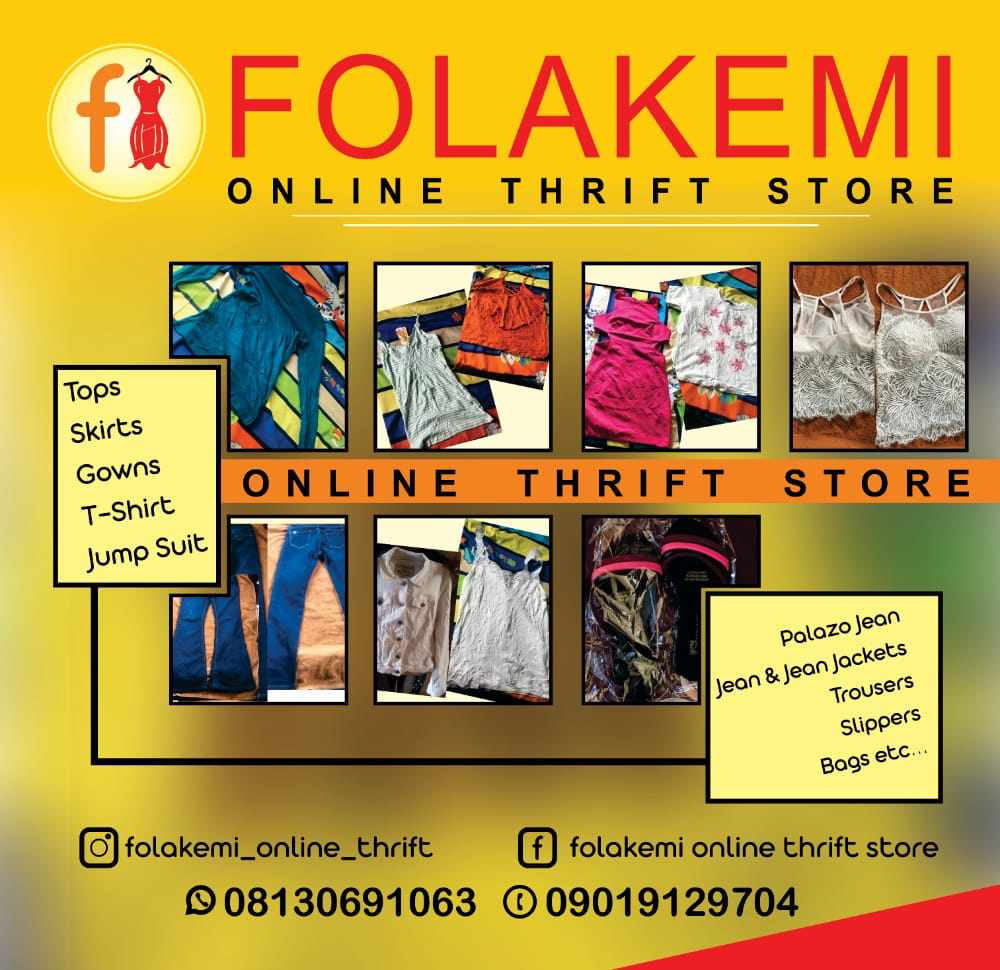 f
FOLAKEMI
ONLINE THRIFT STORE
Tops
Skirts
Gowns
T-Shirt
Jump Suit
ONLINE THRIFT STORE
Palazo Jean
Jean & Jean Jackets
Trousers
Slippers
Bags etc...
folakemi_online_thrift
folakemi online thrift store
08130691063
09019129704